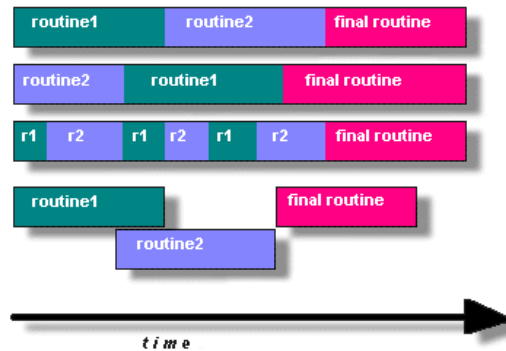 routine1 routine2 final routine
routine2 routine1 final routine
r1 r2 r1 r2 r1 r2 final routine
routine1 final routine
routine2
time